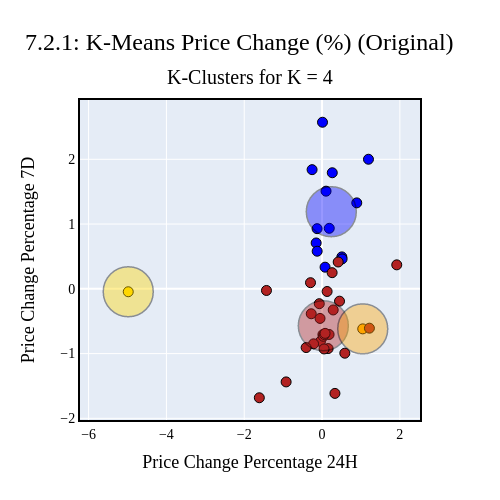 7.2.1: K-Means Price Change (%) (Original)
K-Clusters for K = 4
Price Change Percentage 7D
2
1
0
−1
−2
−6
−4
−2
0
2
Price Change Percentage 24H